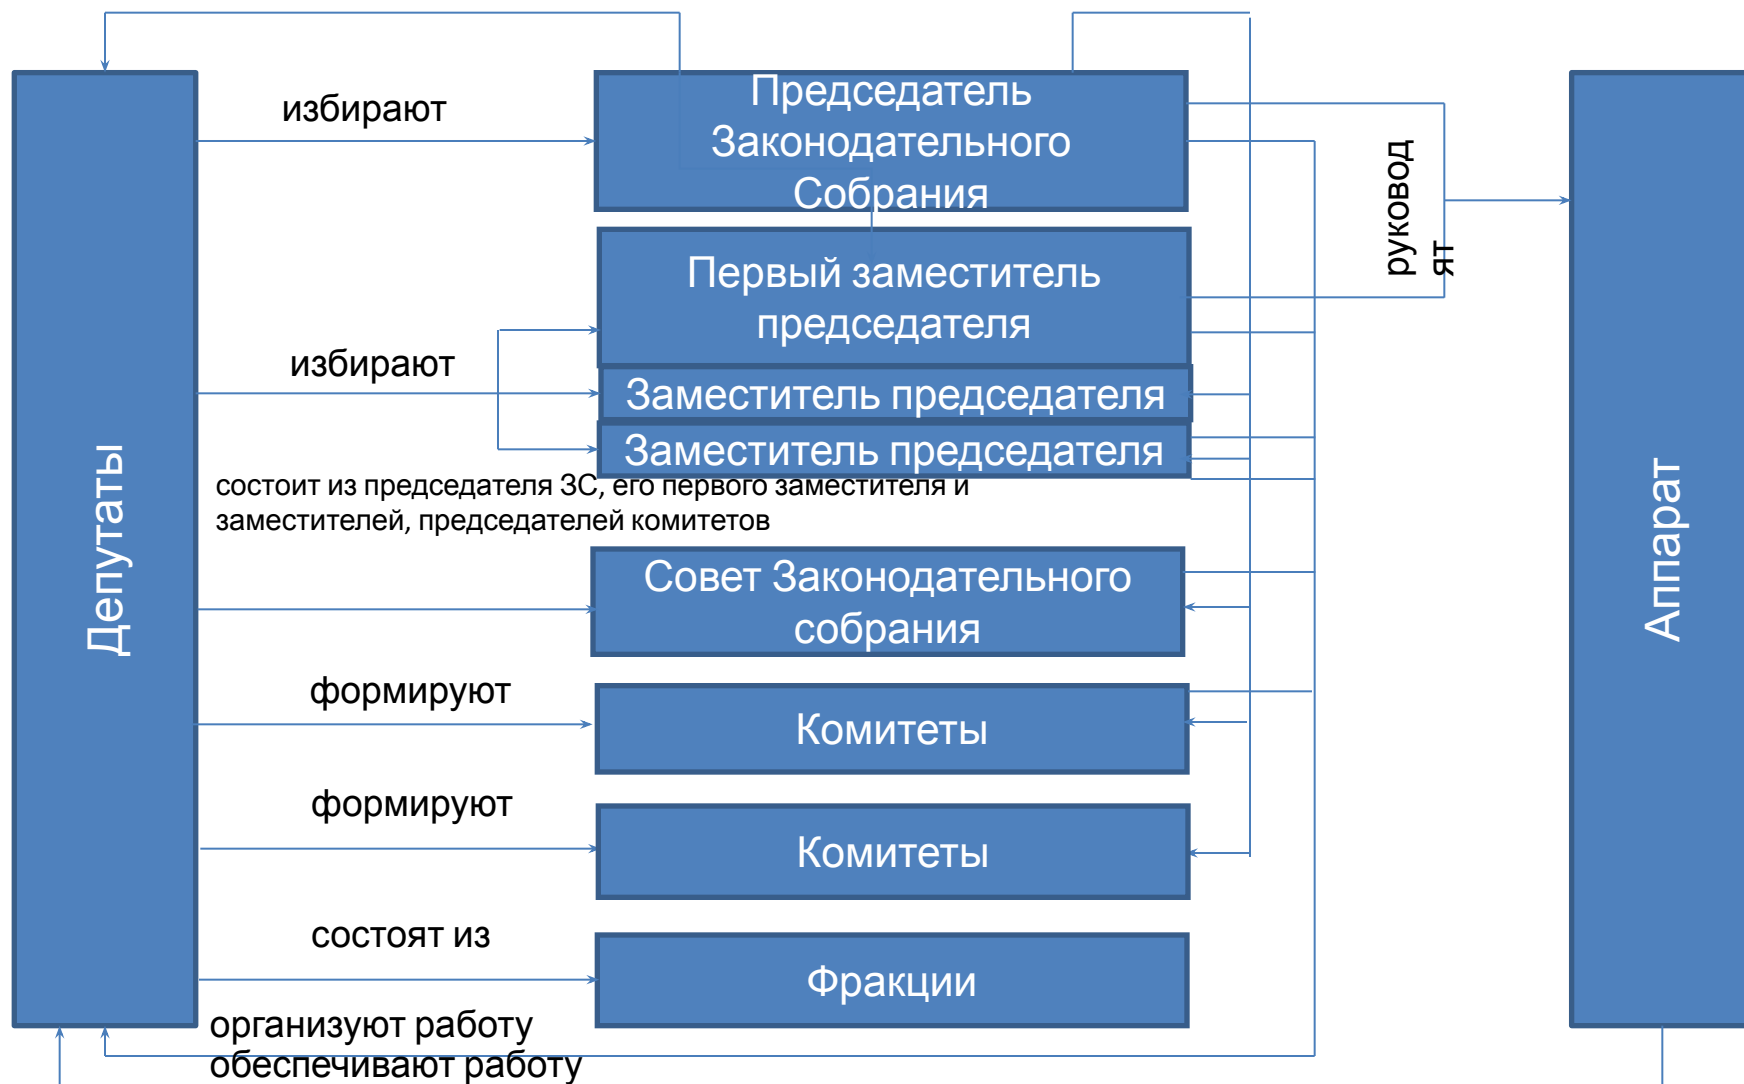 избирают
Председатель
Законодательного
Собрания
руковод
ят
Первый заместитель
председателя
избирают
Заместитель председателя
Заместитель председателя
состоит из председателя ЗС, его первого заместителя и
заместителей, председателей комитетов
Депутаты
Аппарат
Совет Законодательного
собрания
формируют
Комитеты
формируют
Комитеты
состоят из
Фракции
организуют работу
обеспечивают работу